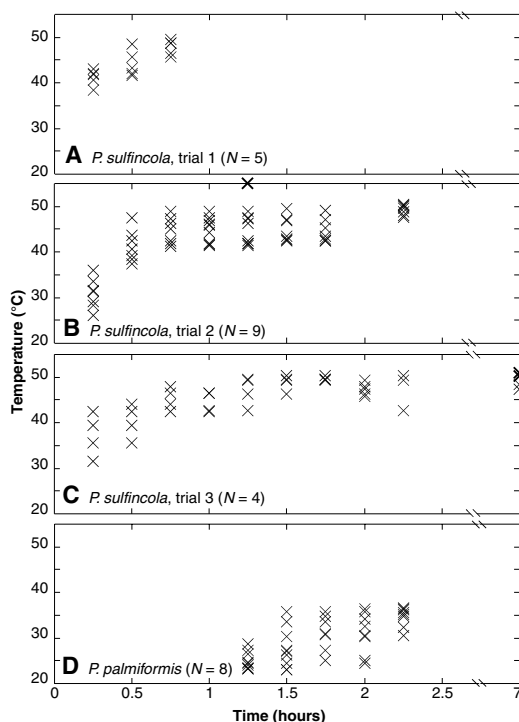 50
40
30
20
A P. sulfincola, trial 1 (N = 5)
50
40
30
20
B P. sulfincola, trial 2 (N = 9)
50
40
30
20
C P. sulfincola, trial 3 (N = 4)
50
40
30
20
D P. palmiformis (N = 8)
Temperature (°C)
0 0.5 1.0 1.5 2.0 2.5 7
Time (hours)